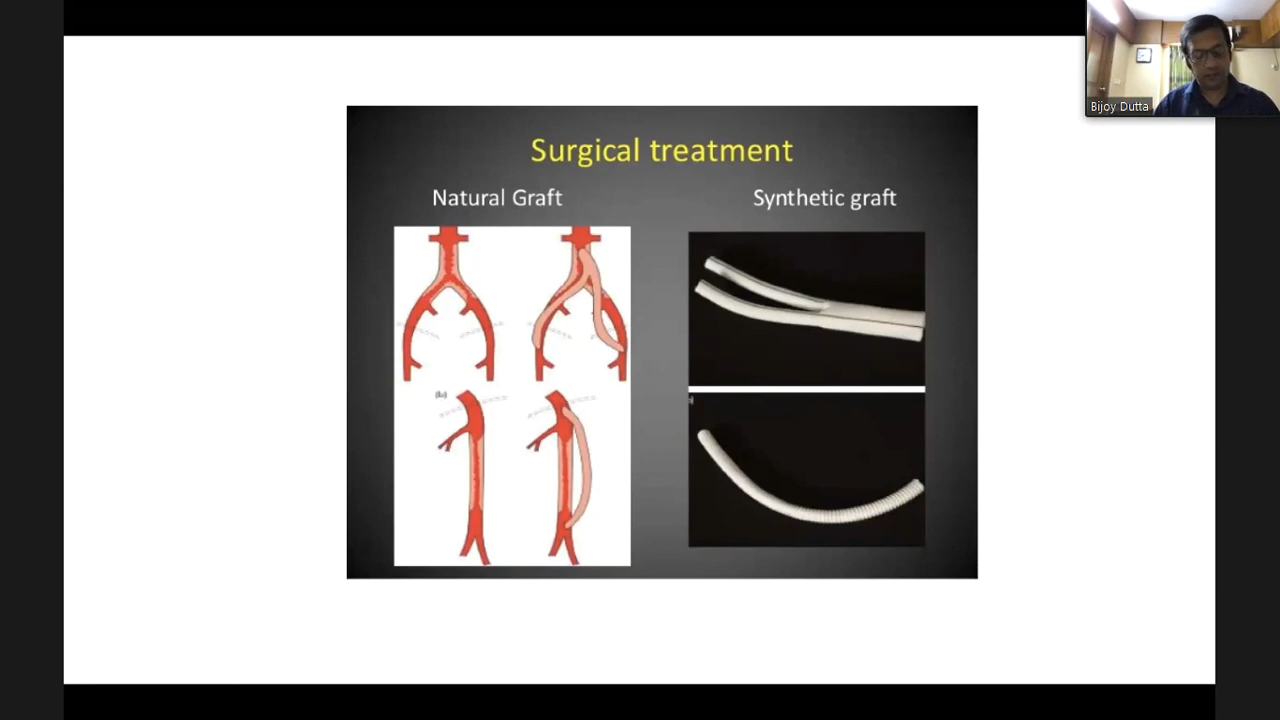 Bijoy Dutta
Surgical treatment
Natural Graft
Synthetic graft